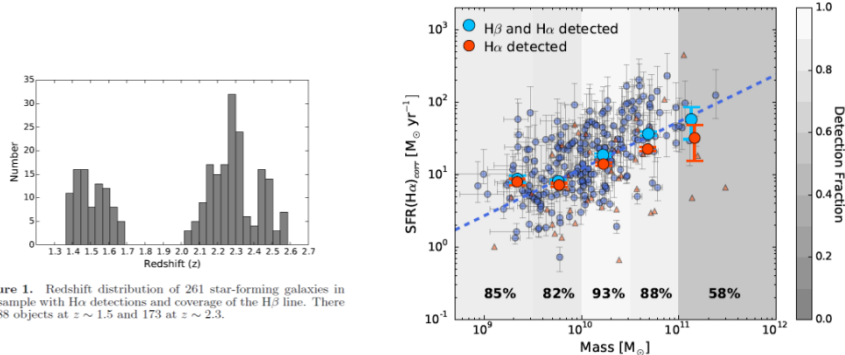 35
30
25
20
15
10
5
0
Number
1.3 1.4 1.5 1.6 1.7 1.8 1.9 2.0 2.1 2.2 2.3 2.4 2.5 2.6 2.7
Redshift (z)
ure 1. Redshift distribution of 261 star-forming galaxies in
sample with Hα detections and coverage of the Hβ line. There
88 objects at z ∼ 1.5 and 173 at z ∼ 2.3.
Hβ and Hα detected
Hα detected
10³
10²
10¹
10⁰
10⁻¹
SFR(Hα)corr [M⊙ yr⁻¹]
85% 82% 93% 88% 58%
10⁹ 10¹⁰ 10¹¹ 10¹²
Mass [M⊙]
1.0
0.8
0.6
0.4
0.2
0.0
Detection Fraction